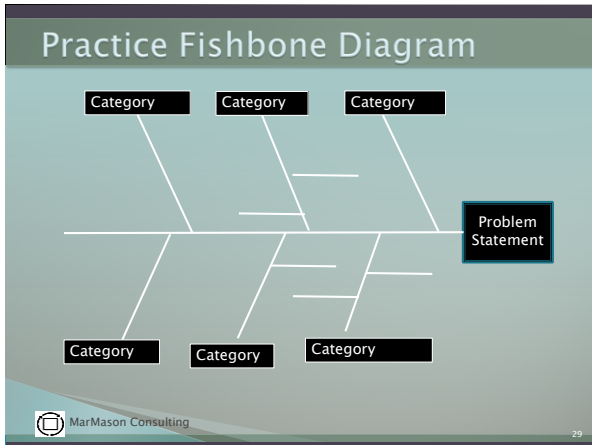 Practice Fishbone Diagram
Category
Category
Category
Problem
Statement
Category
Category
Category
MarMason Consulting
29